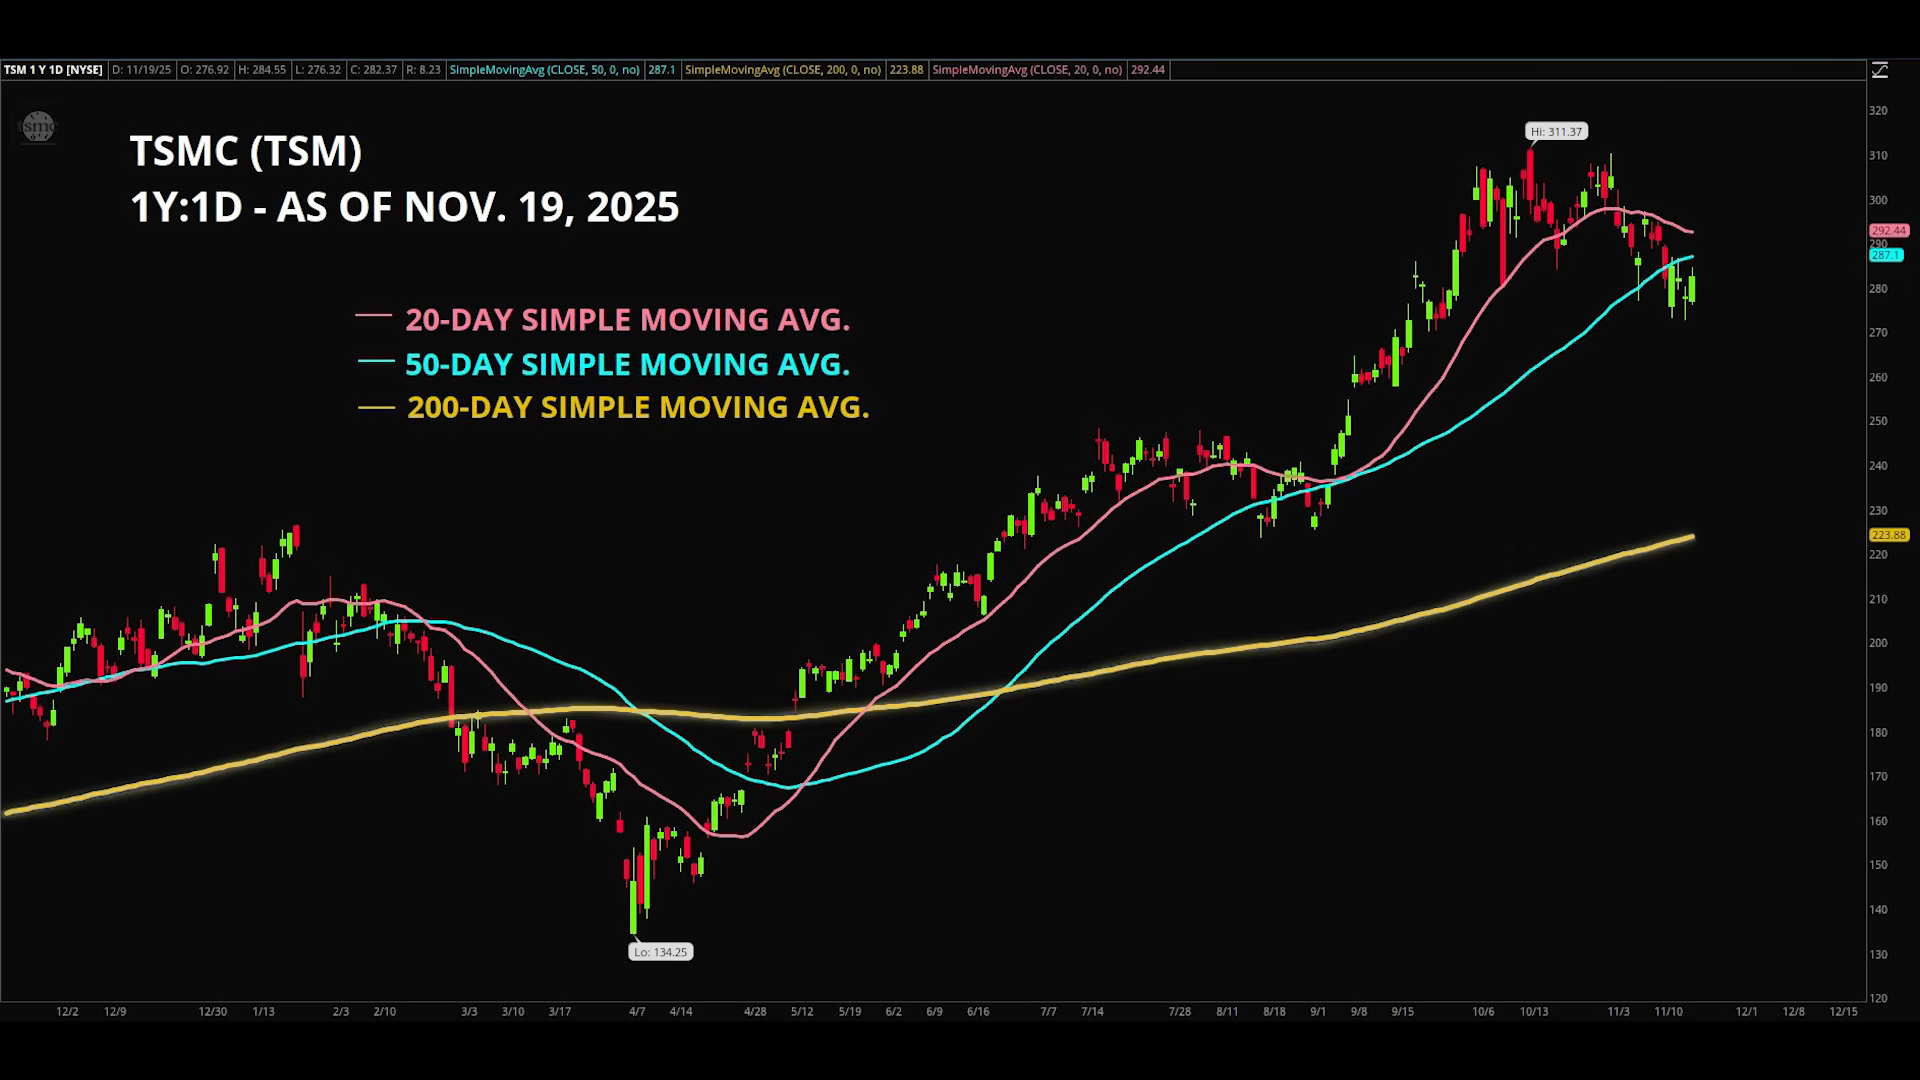 TSM 1 Y 1D [NYSE] D: 11/19/25 O: 276.92 H: 284.55 L: 276.32 C: 282.37 R: 8.23 SimpleMovingAvg (CLOSE, 50, 0, no) 287.1 SimpleMovingAvg (CLOSE, 200, 0, no) 223.88 SimpleMovingAvg (CLOSE, 20, 0, no) 292.44
tsmc
TSMC (TSM)
1Y:1D - AS OF NOV. 19, 2025
20-DAY SIMPLE MOVING AVG.
50-DAY SIMPLE MOVING AVG.
200-DAY SIMPLE MOVING AVG.
Hi: 311.37
Lo: 134.25
320
310
300
292.44
290
287.1
280
270
260
250
240
230
223.88
220
210
200
190
180
170
160
150
140
130
120
12/2 12/9 12/30 1/13 2/3 2/10 3/3 3/10 3/17 4/7 4/14 4/28 5/12 5/19 6/2 6/9 6/16 7/7 7/14 7/28 8/11 8/18 9/1 9/8 9/15 10/6 10/13 11/3 11/10 12/1 12/8 12/15